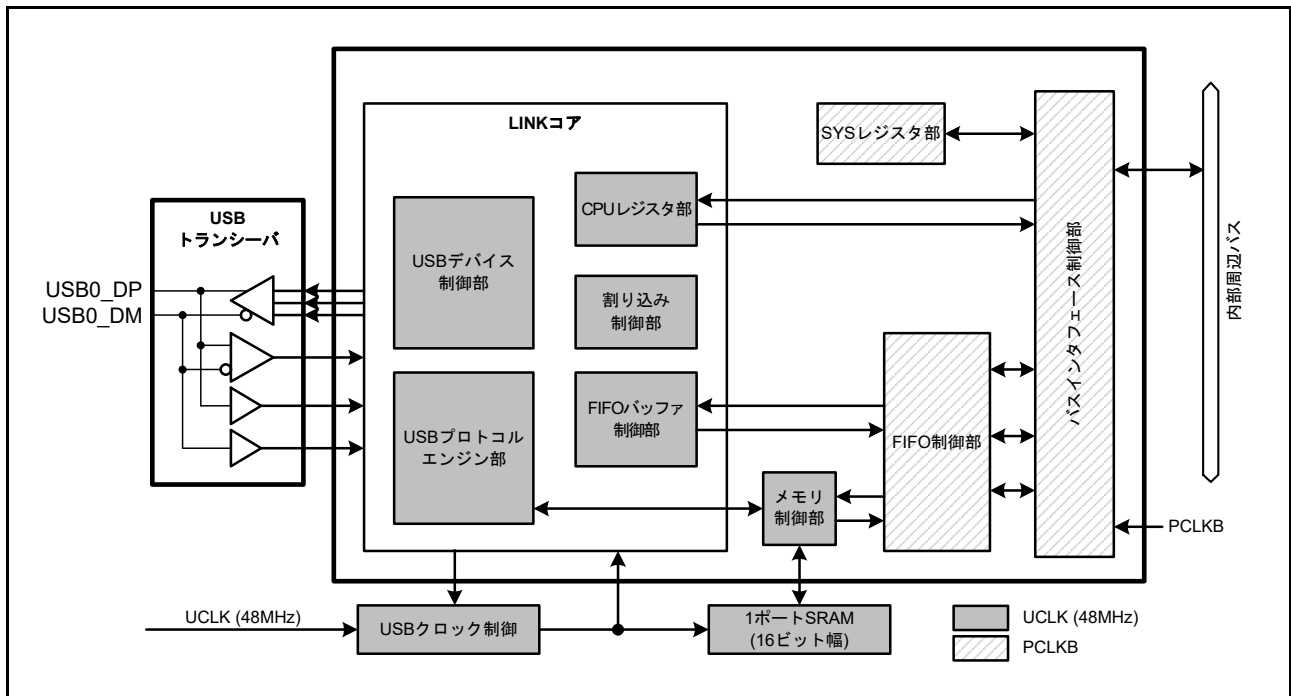 LINKコア
SYSレジスタ部
USB
トランシーバ
CPUレジスタ部
USBデバイス
制御部
バスインタフェース制御部
内部周辺バス
USB0_DP
USB0_DM
割り込み
制御部
FIFOバッファ
制御部
USBプロトコル
エンジン部
FIFO制御部
メモリ
制御部
PCLKB
UCLK (48MHz)
USBクロック制御
1ポートSRAM
(16ビット幅)
UCLK (48MHz)
PCLKB